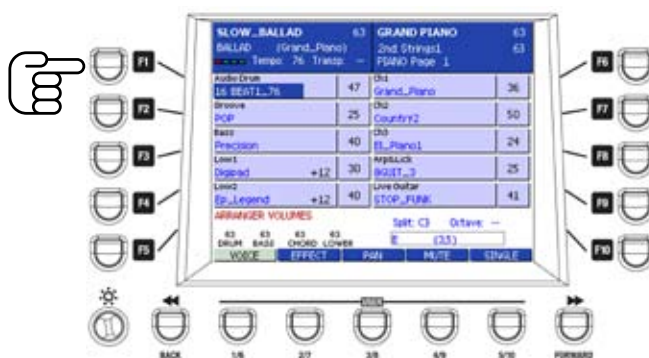 SLOW_BALLAD 63
BALLAD (Grand_Piano)
Tempo: 76 Transp: --
GRAND PIANO 63
2nd Strings1 63
PIANO Page 1
Audio Drum
16 BEAT1_76 47
Groove
POP 25
Bass
Precision 40
Low1
Digipad +12 30
Low2
Ep_Legend +12 40
Ch1
Grand_Piano 36
Ch2
Country2 50
Ch3
El_Piano1 24
Arp&Lick
8GUIT_3 25
Live Guitar
STOP_FUNK 41
ARRANGER VOLUMES
63 63 63 63
DRUM BASS CHORD LOWER
Split: C3 Octave: --
E (3,5)
VOICE EFFECT PAN MUTE SINGLE
F1
F2
F3
F4
F5
F6
F7
F8
F9
F10
BACK 1/6 2/7 3/8 4/9 5/10 FORWARD